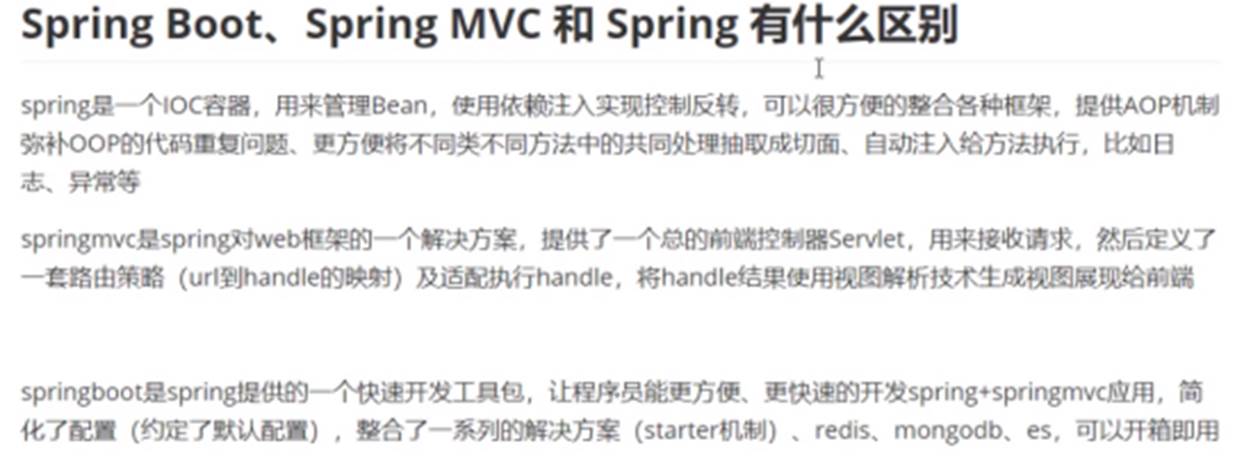 Spring Boot、Spring MVC 和 Spring 有什么区别
spring是一个IOC容器，用来管理Bean，使用依赖注入实现控制反转，可以很方便的整合各种框架，提供AOP机制
弥补OOP的代码重复问题、更方便将不同类不同方法中的共同处理抽取成切面、自动注入给方法执行，比如日
志、异常等
springmvc是spring对web框架的一个解决方案，提供了一个总的前端控制器Servlet，用来接收请求，然后定义了
一套路由策略（url到handle的映射）及适配执行handle，将handle结果使用视图解析技术生成视图展现给前端
springboot是spring提供的一个快速开发工具包，让程序员能更方便、更快速的开发spring+springmvc应用，简
化了配置（约定了默认配置），整合了一系列的解决方案（starter机制）、redis、mongodb、es，可以开箱即用